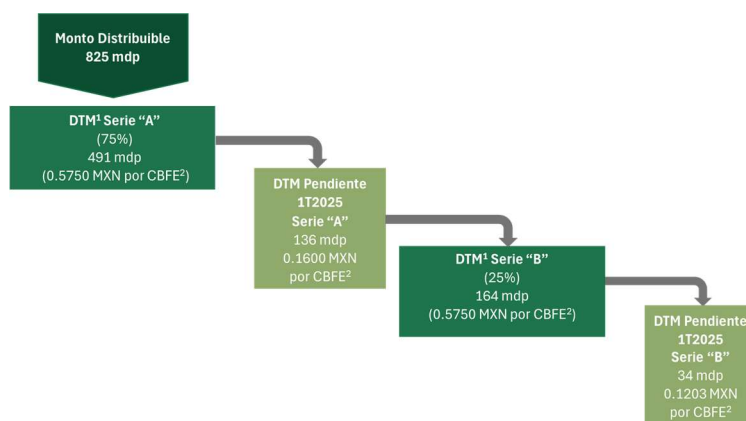 Monto Distribuible
825 mdp
DTM¹ Serie “A”
(75%)
491 mdp
(0.5750 MXN por CBFE²)
DTM Pendiente
1T2025
Serie “A”
136 mdp
0.1600 MXN
por CBFE²
DTM¹ Serie “B”
(25%)
164 mdp
(0.5750 MXN por CBFE²)
DTM Pendiente
1T2025
Serie “B”
34 mdp
0.1203 MXN
por CBFE²